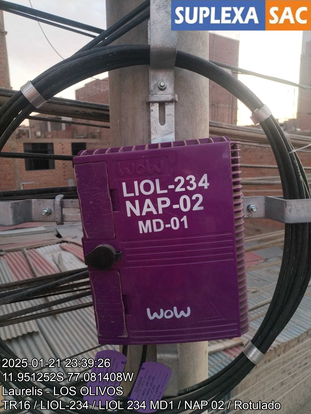 SUPLEXA SAC
WOW
LIOL-234
NAP-02
MD-01
WOW
2025-01-21 23:39:26
11.951252S 77.081408W
Laurelis - LOS OLIVOS
TR16 / LIOL-234 / LIOL 234 MD1 / NAP 02 / Rotulado